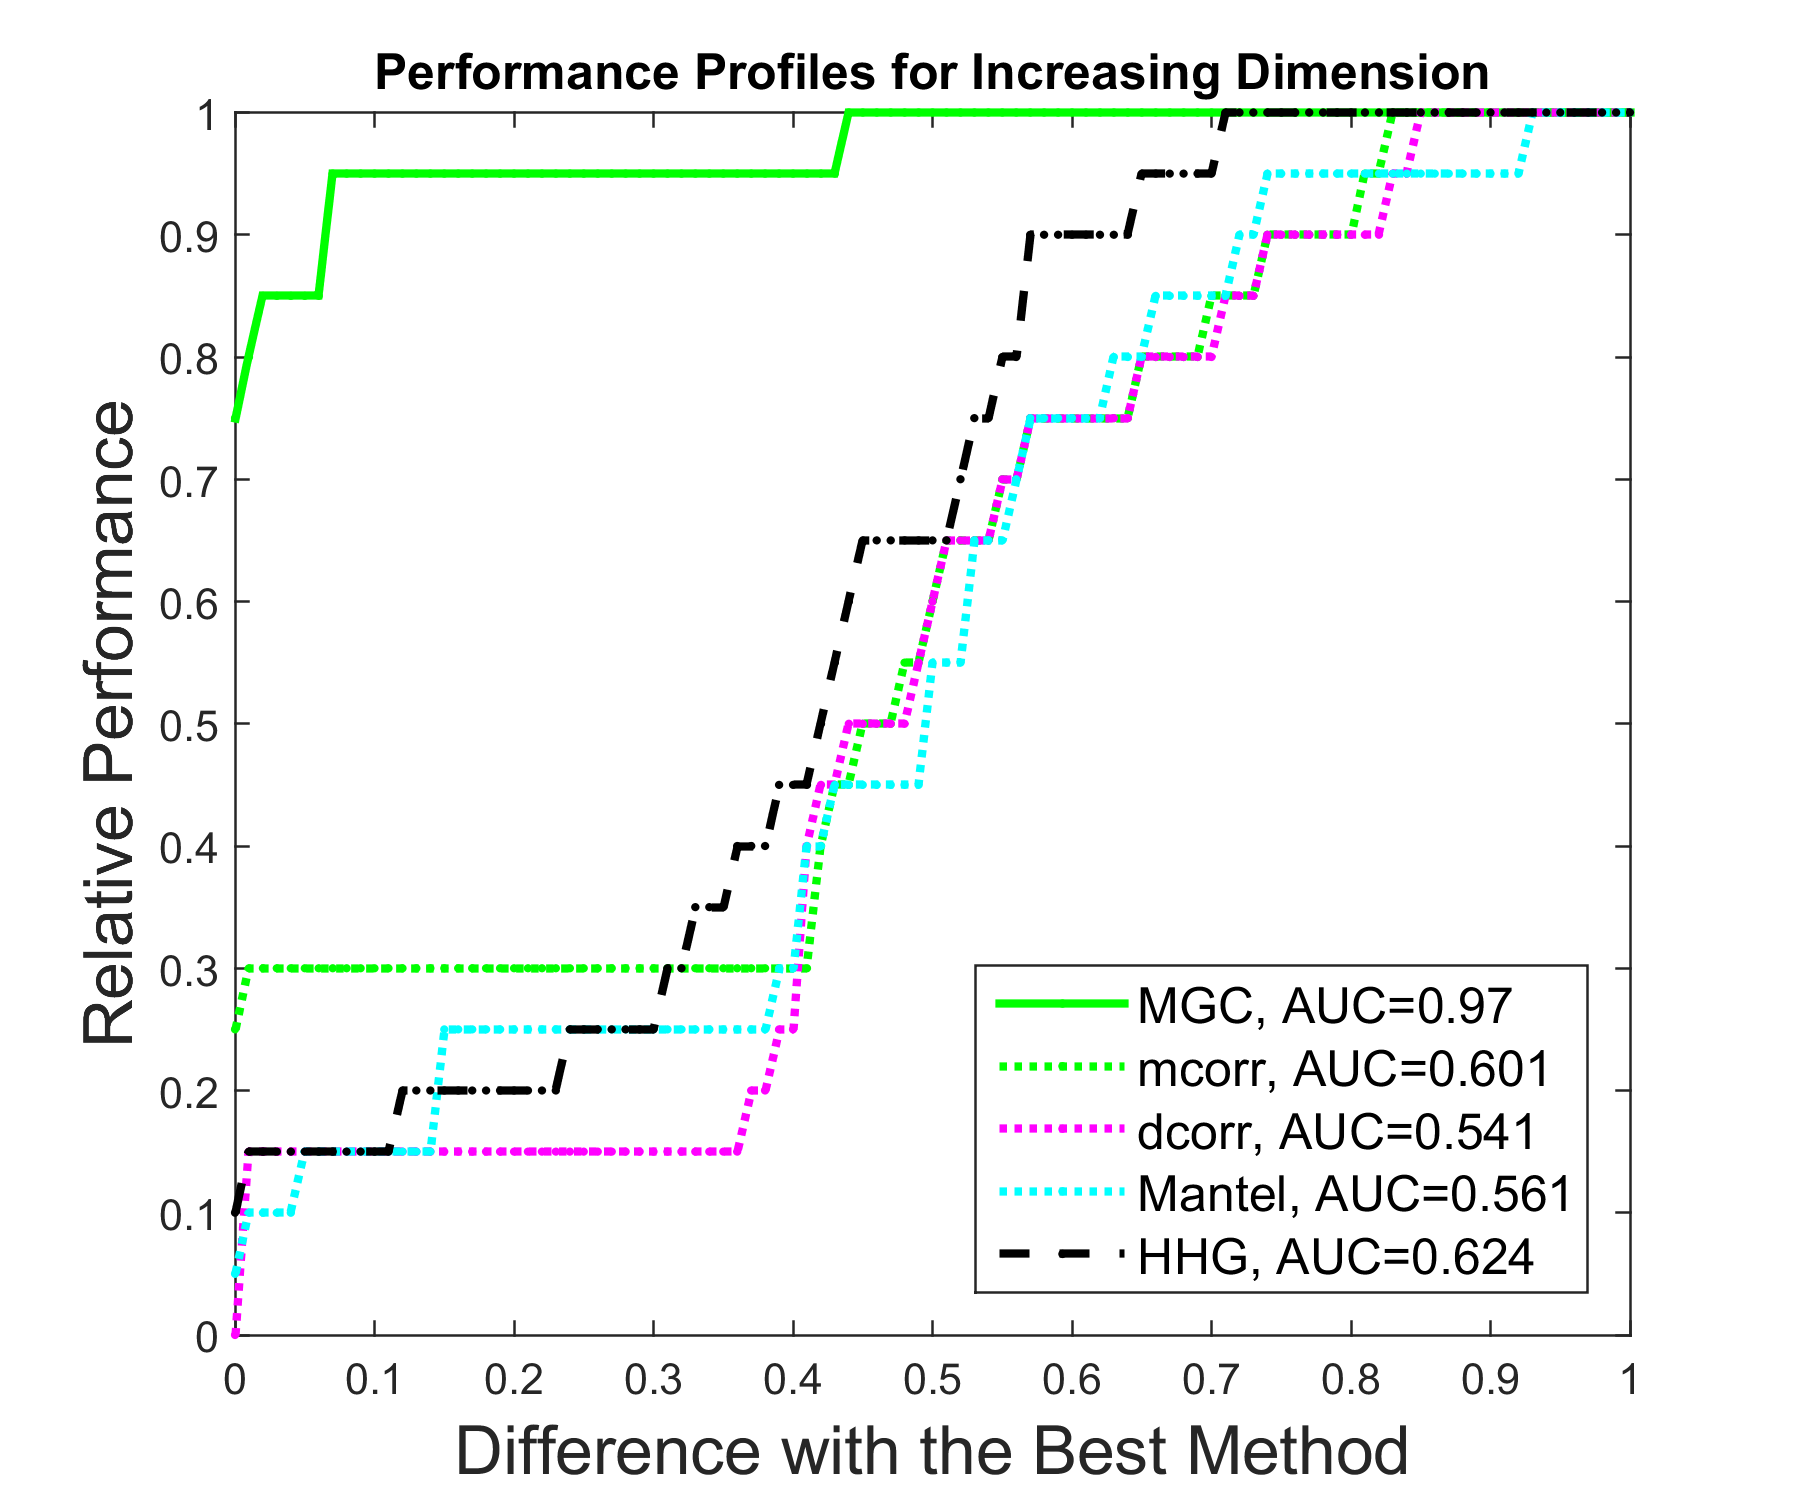 Performance Profiles for Increasing Dimension
1
0.9
0.8
0.7
0.6
0.5
0.4
0.3
0.2
0.1
0
Relative Performance
MGC, AUC=0.97
mcorr, AUC=0.601
dcorr, AUC=0.541
Mantel, AUC=0.561
HHG, AUC=0.624
0 0.1 0.2 0.3 0.4 0.5 0.6 0.7 0.8 0.9 1
Difference with the Best Method